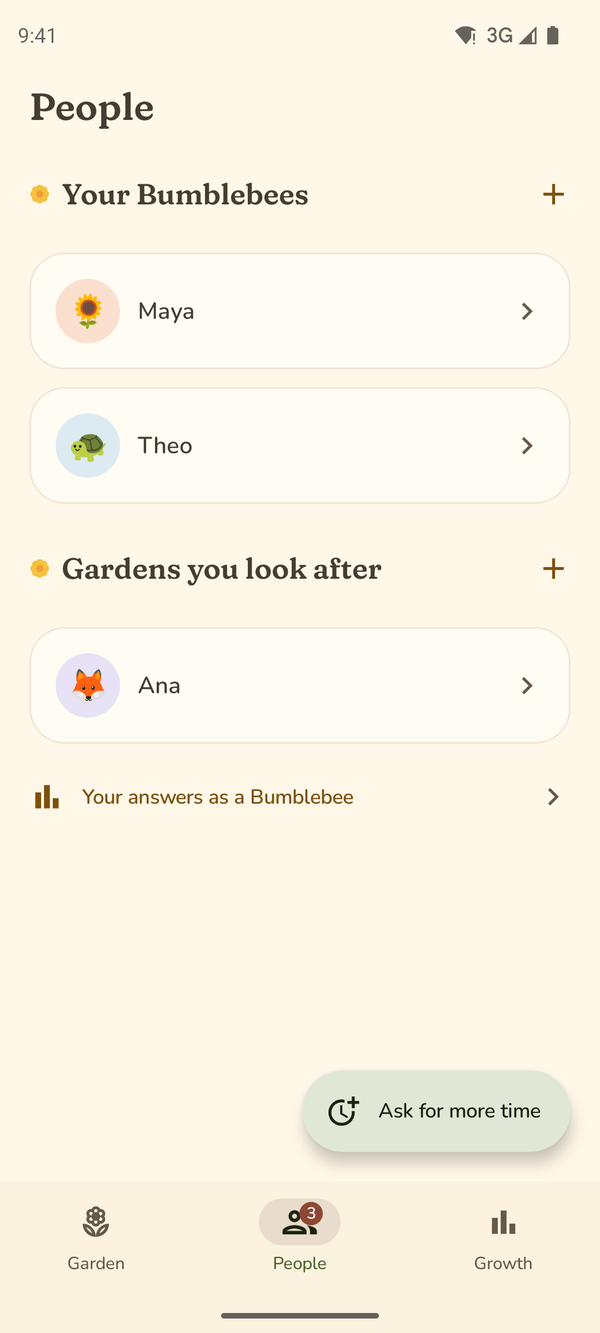 9:41
3G
People
Your Bumblebees
Maya
Theo
Gardens you look after
Ana
Your answers as a Bumblebee
Ask for more time
3
Garden
People
Growth